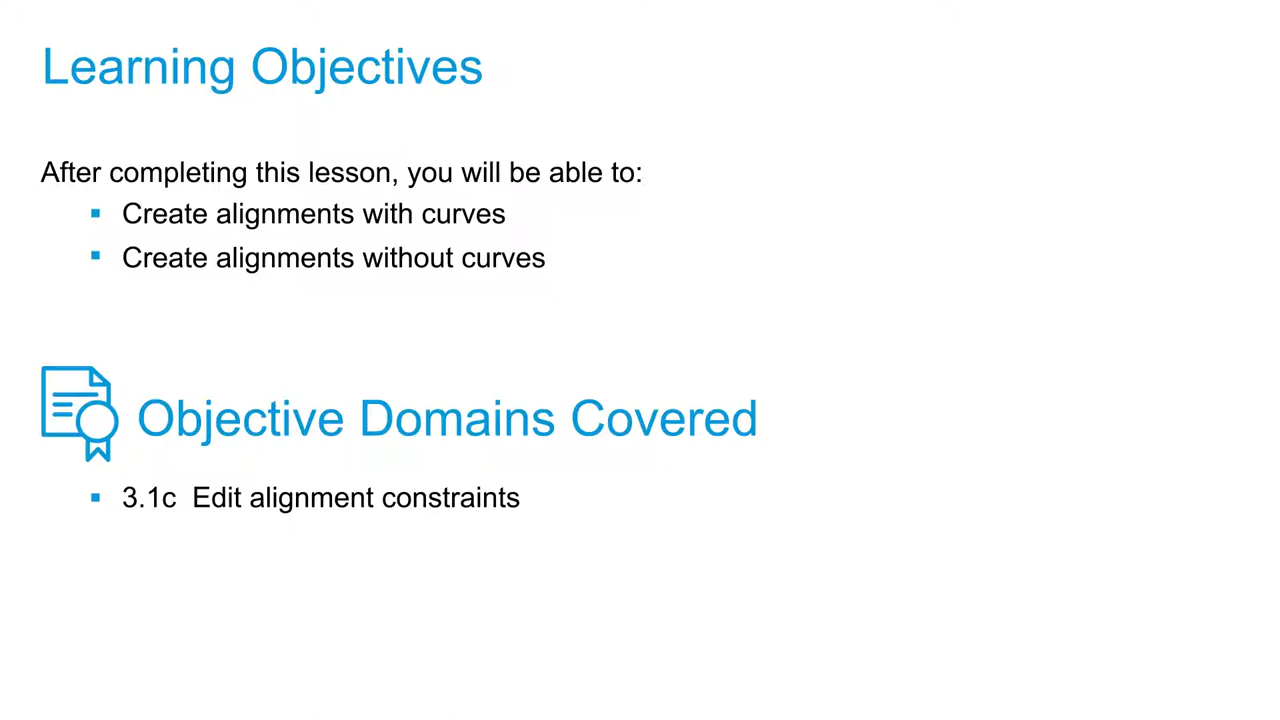 Learning Objectives
After completing this lesson, you will be able to:
▪ Create alignments with curves
▪ Create alignments without curves
Objective Domains Covered
▪ 3.1c Edit alignment constraints